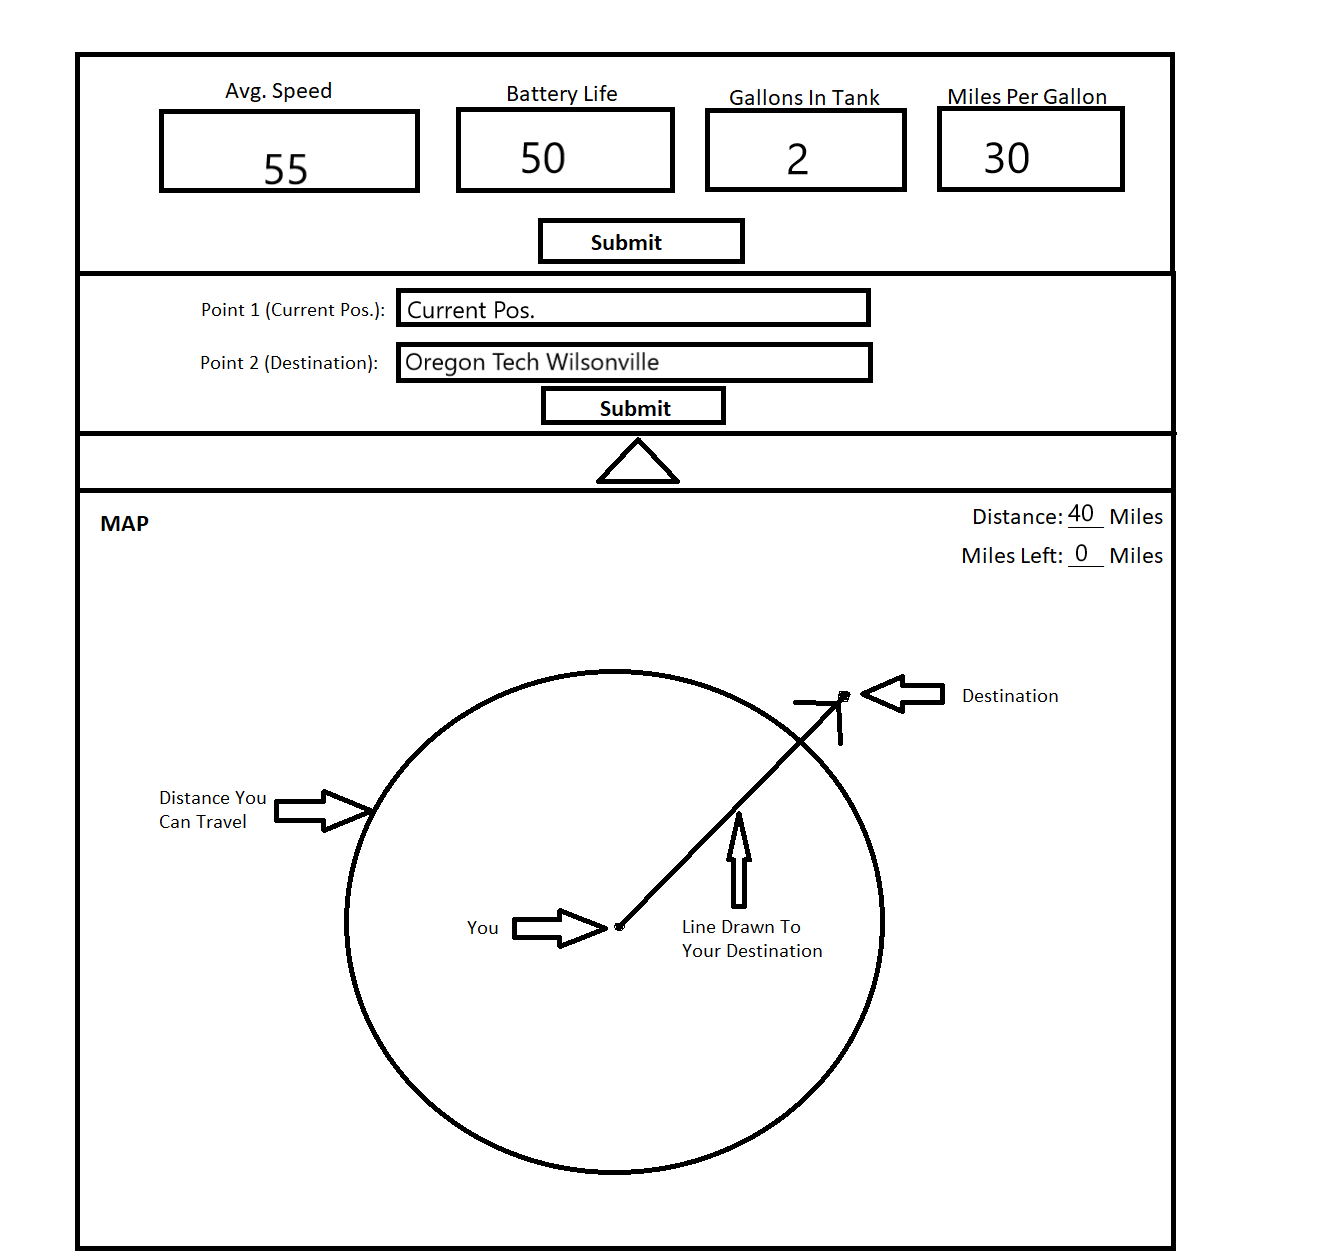 Avg. Speed
Battery Life
Gallons In Tank
Miles Per Gallon
55
50
2
30
Submit
Point 1 (Current Pos.):
Current Pos.
Point 2 (Destination):
Oregon Tech Wilsonville
Submit
MAP
Distance: 40 Miles
Miles Left: 0 Miles
Destination
Distance You
Can Travel
You
Line Drawn To
Your Destination